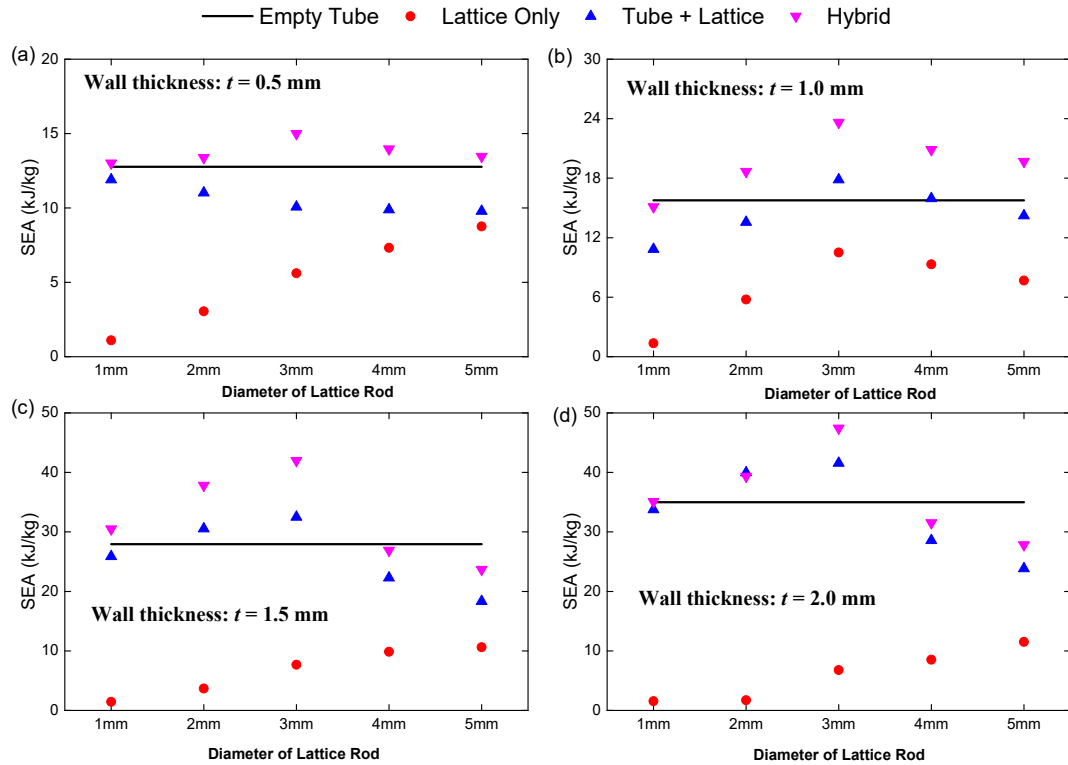 Empty Tube Lattice Only Tube + Lattice Hybrid
(a)
Wall thickness: t = 0.5 mm
20
15
10
5
0
SEA (kJ/kg)
1mm 2mm 3mm 4mm 5mm
Diameter of Lattice Rod
(b)
Wall thickness: t = 1.0 mm
30
24
18
12
6
0
SEA (kJ/kg)
1mm 2mm 3mm 4mm 5mm
Diameter of Lattice Rod
(c)
50
40
30
20
10
0
SEA (kJ/kg)
Wall thickness: t = 1.5 mm
1mm 2mm 3mm 4mm 5mm
Diameter of Lattice Rod
(d)
50
40
30
20
10
0
SEA (kJ/kg)
Wall thickness: t = 2.0 mm
1mm 2mm 3mm 4mm 5mm
Diameter of Lattice Rod